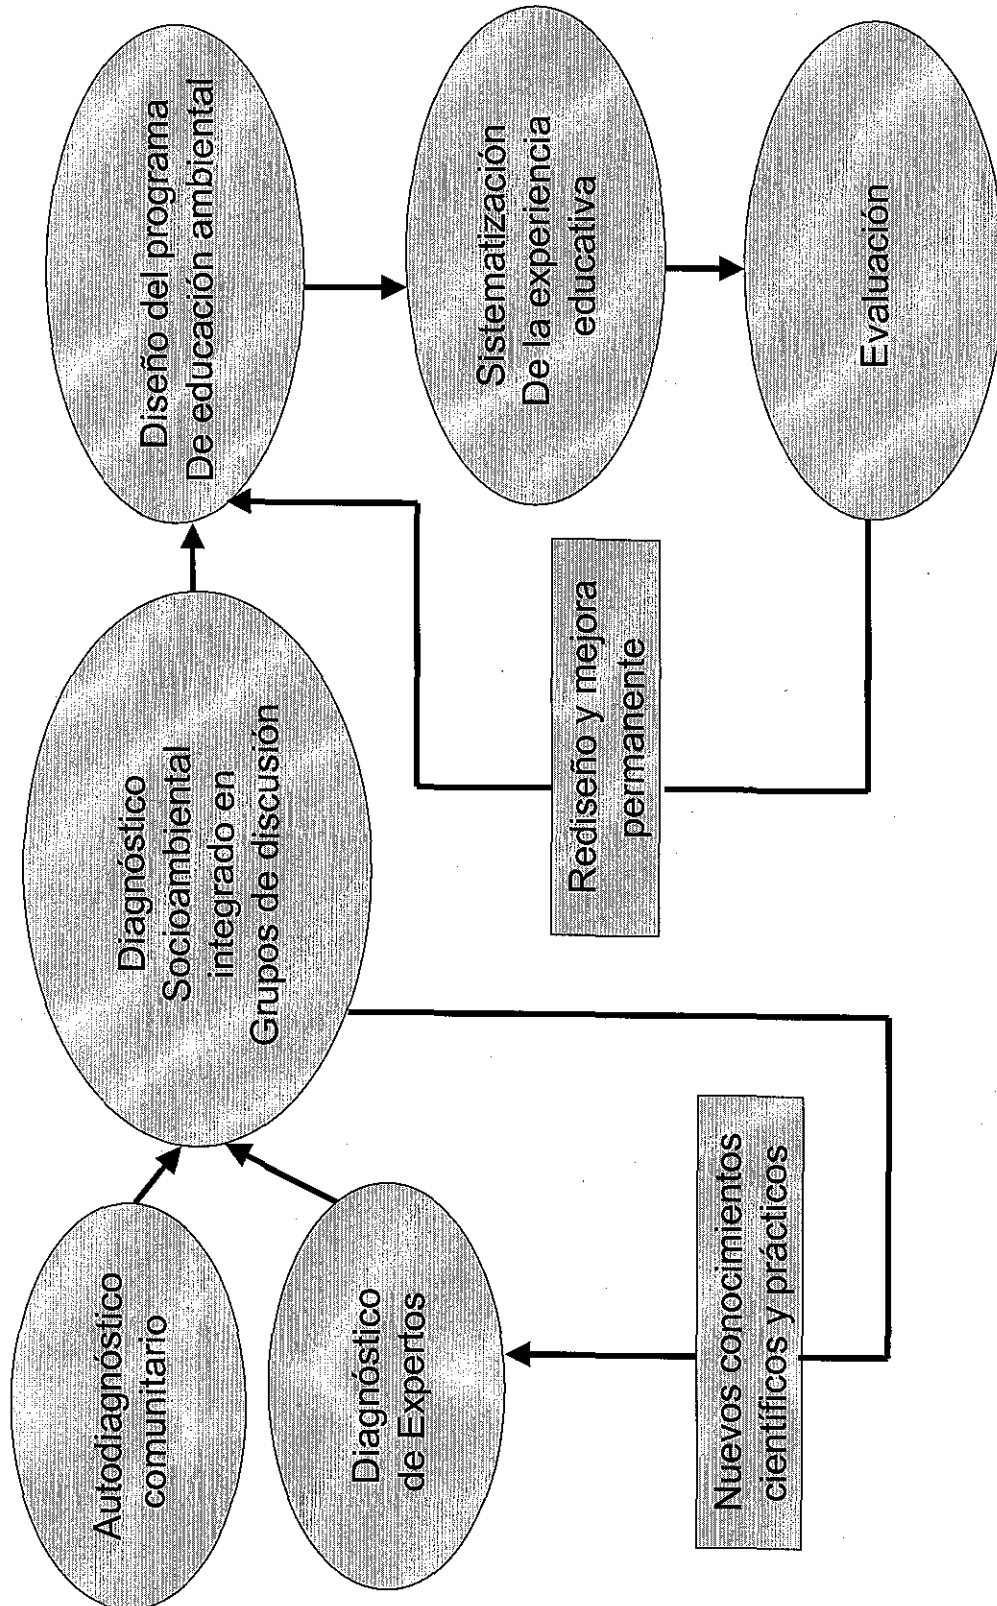 Autodiagnóstico
comunitario
Diagnóstico
de Expertos
Nuevos conocimientos
científicos y prácticos
Diagnóstico
Socioambiental
integrado en
Grupos de discusión
Rediseño y mejora
permanente
Diseño del programa
De educación ambiental
Sistematización
De la experiencia
educativa
Evaluación